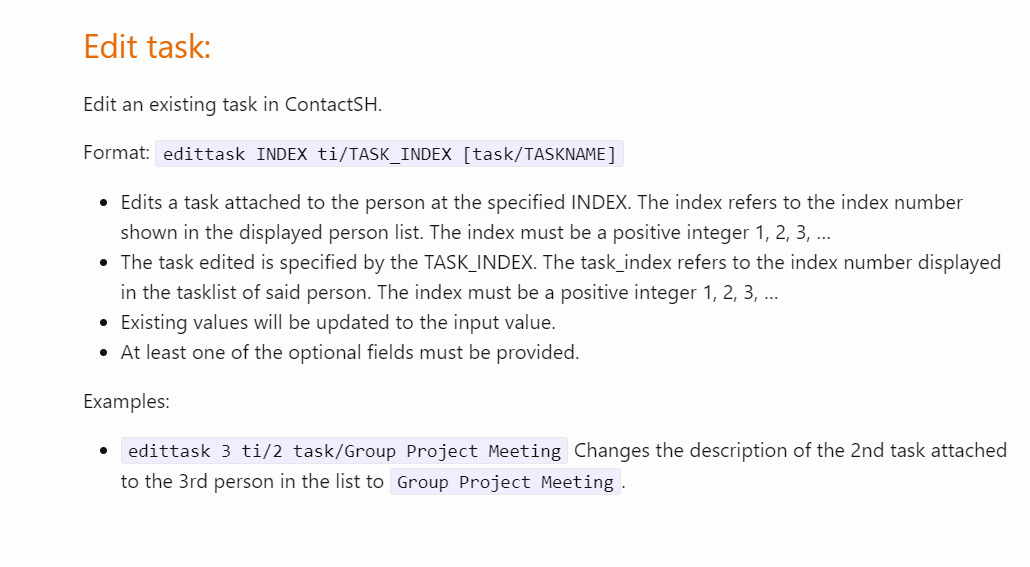 Edit task:
Edit an existing task in ContactSH.
Format: edittask INDEX ti/TASK_INDEX [task/TASKNAME]
• Edits a task attached to the person at the specified INDEX. The index refers to the index number
shown in the displayed person list. The index must be a positive integer 1, 2, 3, …
• The task edited is specified by the TASK_INDEX. The task_index refers to the index number displayed
in the tasklist of said person. The index must be a positive integer 1, 2, 3, …
• Existing values will be updated to the input value.
• At least one of the optional fields must be provided.
Examples:
• edittask 3 ti/2 task/Group Project Meeting Changes the description of the 2nd task attached
to the 3rd person in the list to Group Project Meeting.